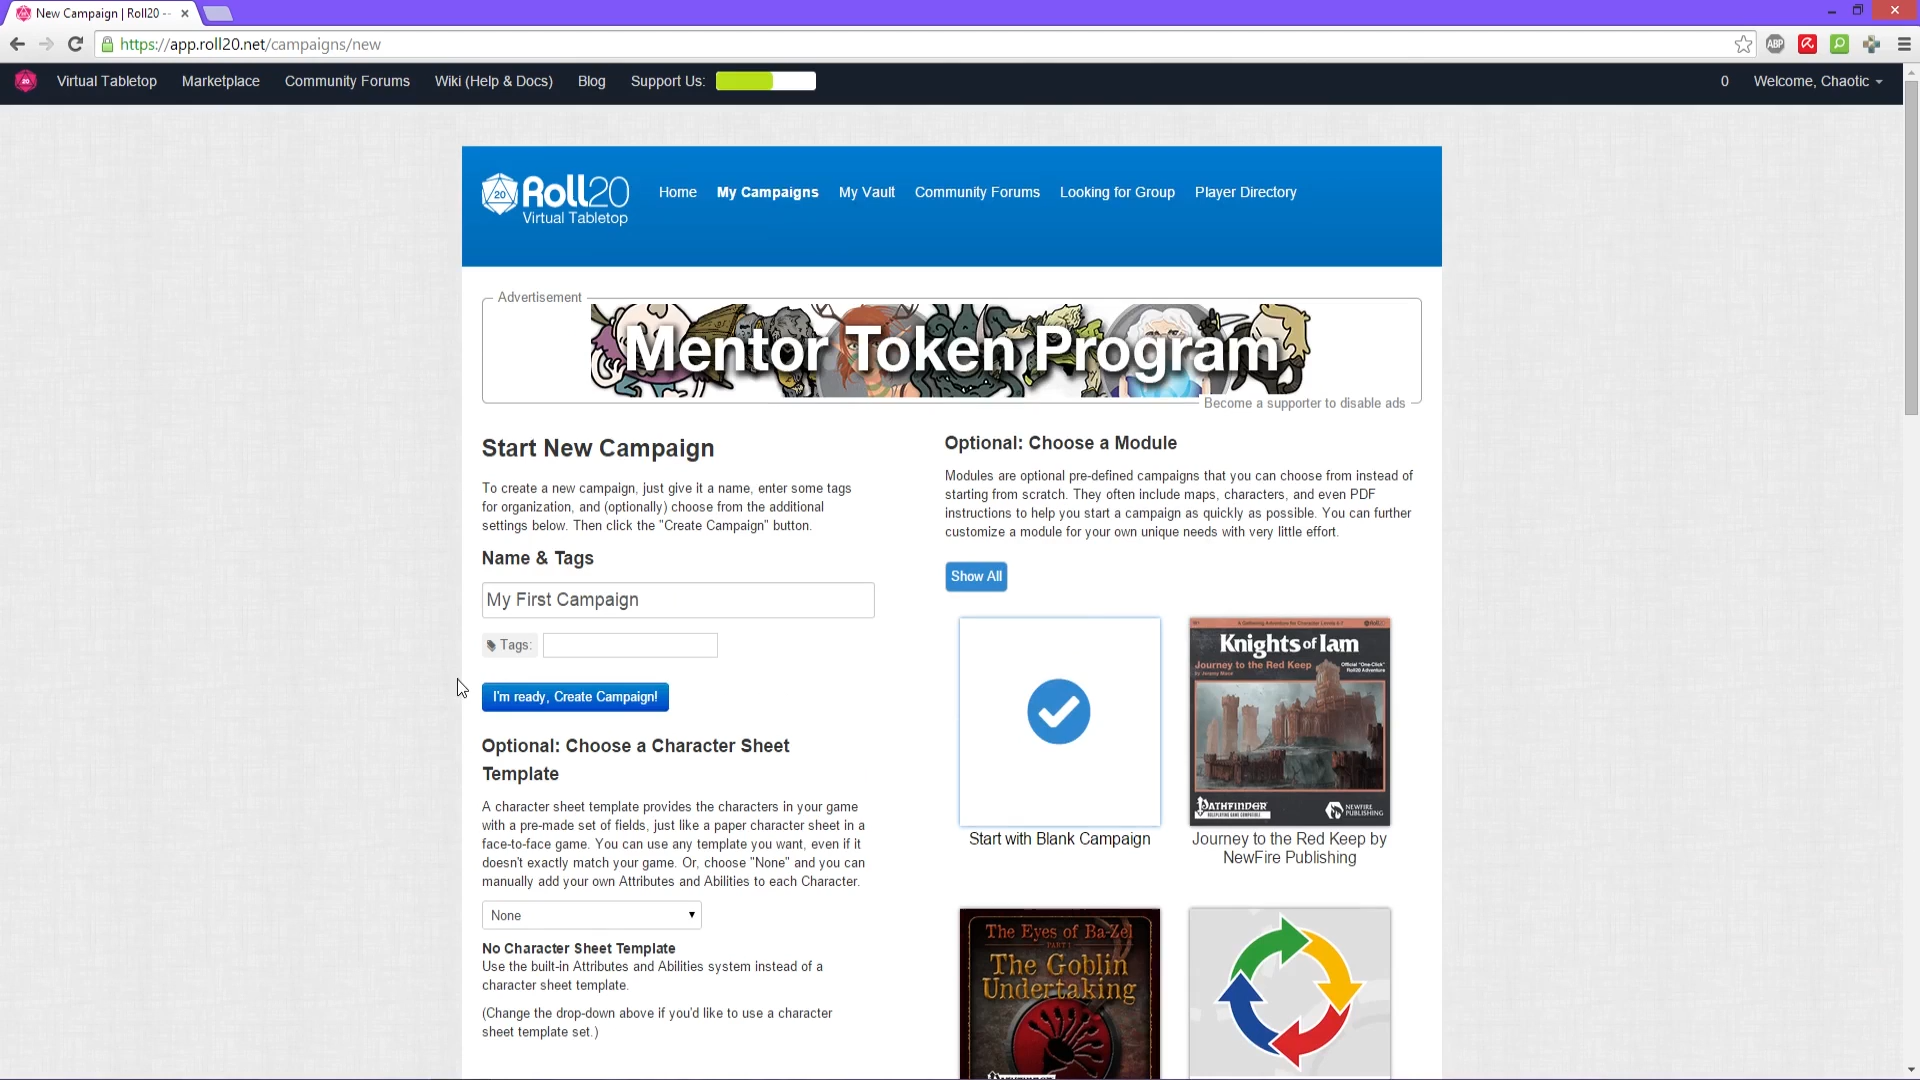 New Campaign | Roll20 --
https://app.roll20.net/campaigns/new
ABP
20 Virtual Tabletop Marketplace Community Forums Wiki (Help & Docs) Blog Support Us: 0 Welcome, Chaotic
20 Roll20
Virtual Tabletop
Home My Campaigns My Vault Community Forums Looking for Group Player Directory
Advertisement
Mentor Token Program
Become a supporter to disable ads
Start New Campaign
To create a new campaign, just give it a name, enter some tags
for organization, and (optionally) choose from the additional
settings below. Then click the "Create Campaign" button.
Name & Tags
My First Campaign
Tags:
I'm ready, Create Campaign!
Optional: Choose a Character Sheet
Template
A character sheet template provides the characters in your game
with a pre-made set of fields, just like a paper character sheet in a
face-to-face game. You can use any template you want, even if it
doesn't exactly match your game. Or, choose "None" and you can
manually add your own Attributes and Abilities to each Character.
None
No Character Sheet Template
Use the built-in Attributes and Abilities system instead of a
character sheet template.
(Change the drop-down above if you'd like to use a character
sheet template set.)
Optional: Choose a Module
Modules are optional pre-defined campaigns that you can choose from instead of
starting from scratch. They often include maps, characters, and even PDF
instructions to help you start a campaign as quickly as possible. You can further
customize a module for your own unique needs with very little effort.
Show All
Start with Blank Campaign
Roll20
Knights of Iam
Journey to the Red Keep
Official "One-Click"
Roll20 Adventure
PATHFINDER
NEWFIRE
PUBLISHING
Journey to the Red Keep by
NewFire Publishing
The Eyes of Ba-Zel
PART I
The Goblin
Undertaking